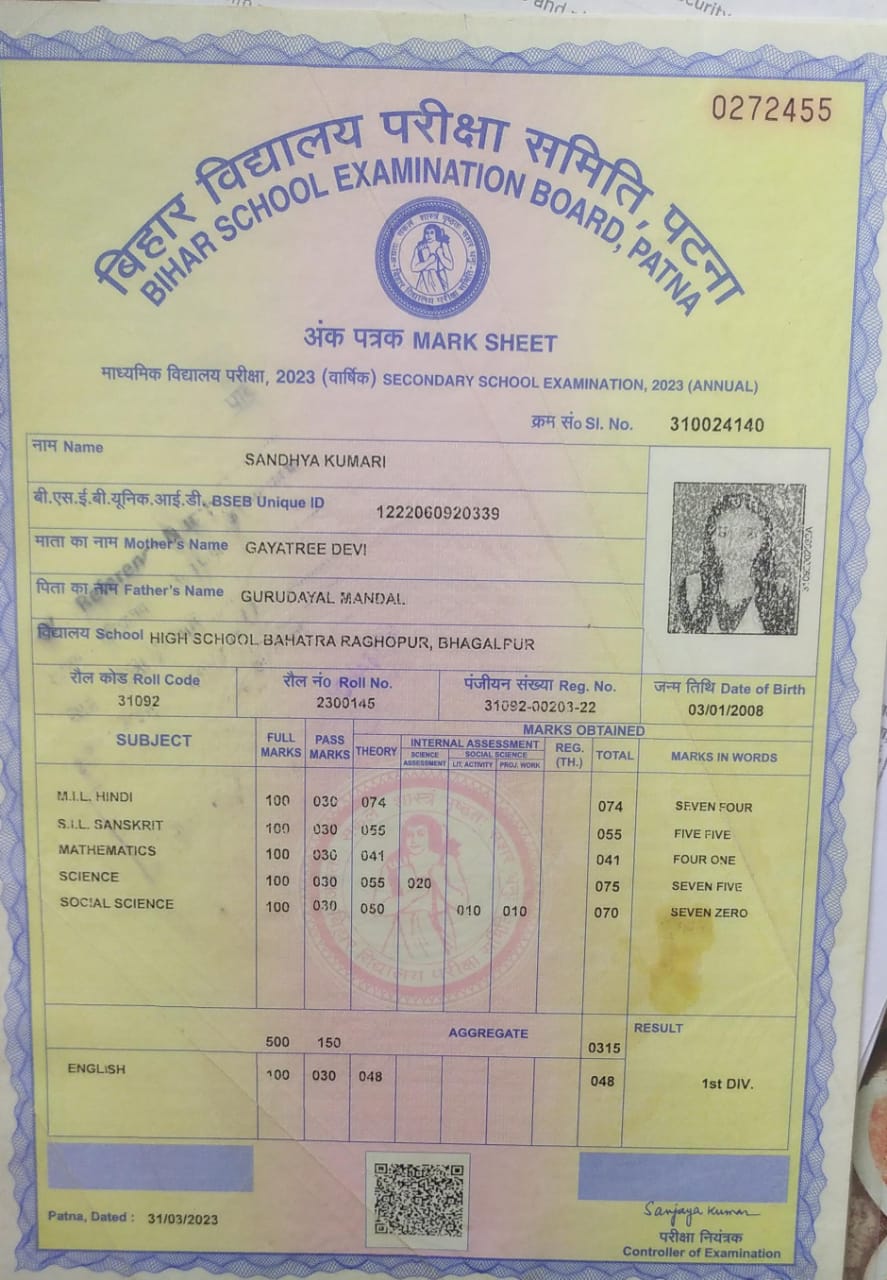 0272455
बिहार विद्यालय परीक्षा समिति, पटना
BIHAR SCHOOL EXAMINATION BOARD, PATNA
अंक पत्रक MARK SHEET
माध्यमिक विद्यालय परीक्षा, 2023 (वार्षिक) SECONDARY SCHOOL EXAMINATION, 2023 (ANNUAL)
क्रम सं० Sl. No. 310024140
नाम Name SANDHYA KUMARI
बी.एस.ई.बी.यूनिक.आई.डी. BSEB Unique ID 1222060920339
माता का नाम Mother's Name GAYATREE DEVI
पिता का नाम Father's Name GURUDAYAL MANDAL
विद्यालय School HIGH SCHOOL BAHATRA RAGHOPUR, BHAGALPUR
रौल कोड Roll Code रौल नं० Roll No. पंजीयन संख्या Reg. No. जन्म तिथि Date of Birth
31092 2300145 31092-00203-22 03/01/2008
MARKS OBTAINED
SUBJECT FULL MARKS PASS MARKS THEORY INTERNAL ASSESSMENT REG. (TH.) TOTAL MARKS IN WORDS
SCIENCE ASSESSMENT SOCIAL SCIENCE LIT. ACTIVITY PROJ. WORK
M.I.L. HINDI 100 030 074 074 SEVEN FOUR
S.I.L. SANSKRIT 100 030 055 055 FIVE FIVE
MATHEMATICS 100 030 041 041 FOUR ONE
SCIENCE 100 030 055 020 075 SEVEN FIVE
SOCIAL SCIENCE 100 030 050 010 010 070 SEVEN ZERO
500 150 AGGREGATE 0315 RESULT
ENGLISH 100 030 048 048 1st DIV.
Patna, Dated : 31/03/2023
Sanjaya Kumar
परीक्षा नियंत्रक
Controller of Examination